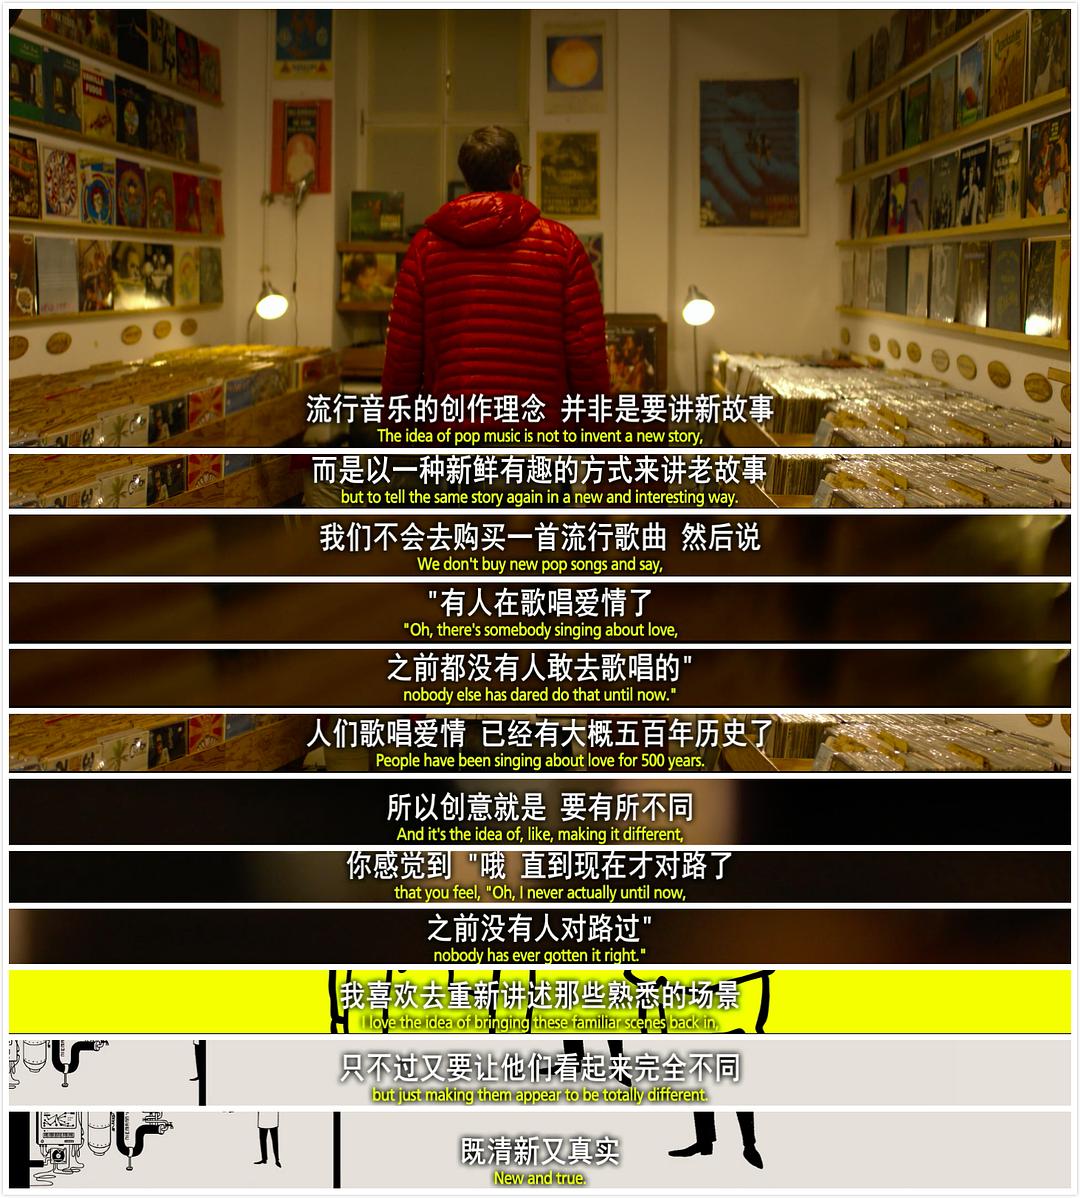 流行音乐的创作理念 并非是要讲新故事
The idea of pop music is not to invent a new story,
而是以一种新鲜有趣的方式来讲老故事
but to tell the same story again in a new and interesting way.
我们不会去购买一首流行歌曲 然后说
We don't buy new pop songs and say,
"有人在歌唱爱情了
"Oh, there's somebody singing about love,
之前都没有人敢去歌唱的"
nobody else has dared do that until now."
人们歌唱爱情 已经有大概五百年历史了
People have been singing about love for 500 years.
所以创意就是 要有所不同
And it's the idea of, like, making it different,
你感觉到 "哦 直到现在才对路了
that you feel, "Oh, I never actually until now,
之前没有人对路过"
nobody has ever gotten it right."
我喜欢去重新讲述那些熟悉的场景
I love the idea of bringing these familiar scenes back in,
只不过又要让他们看起来完全不同
but just making them appear to be totally different.
既清新又真实
New and true.